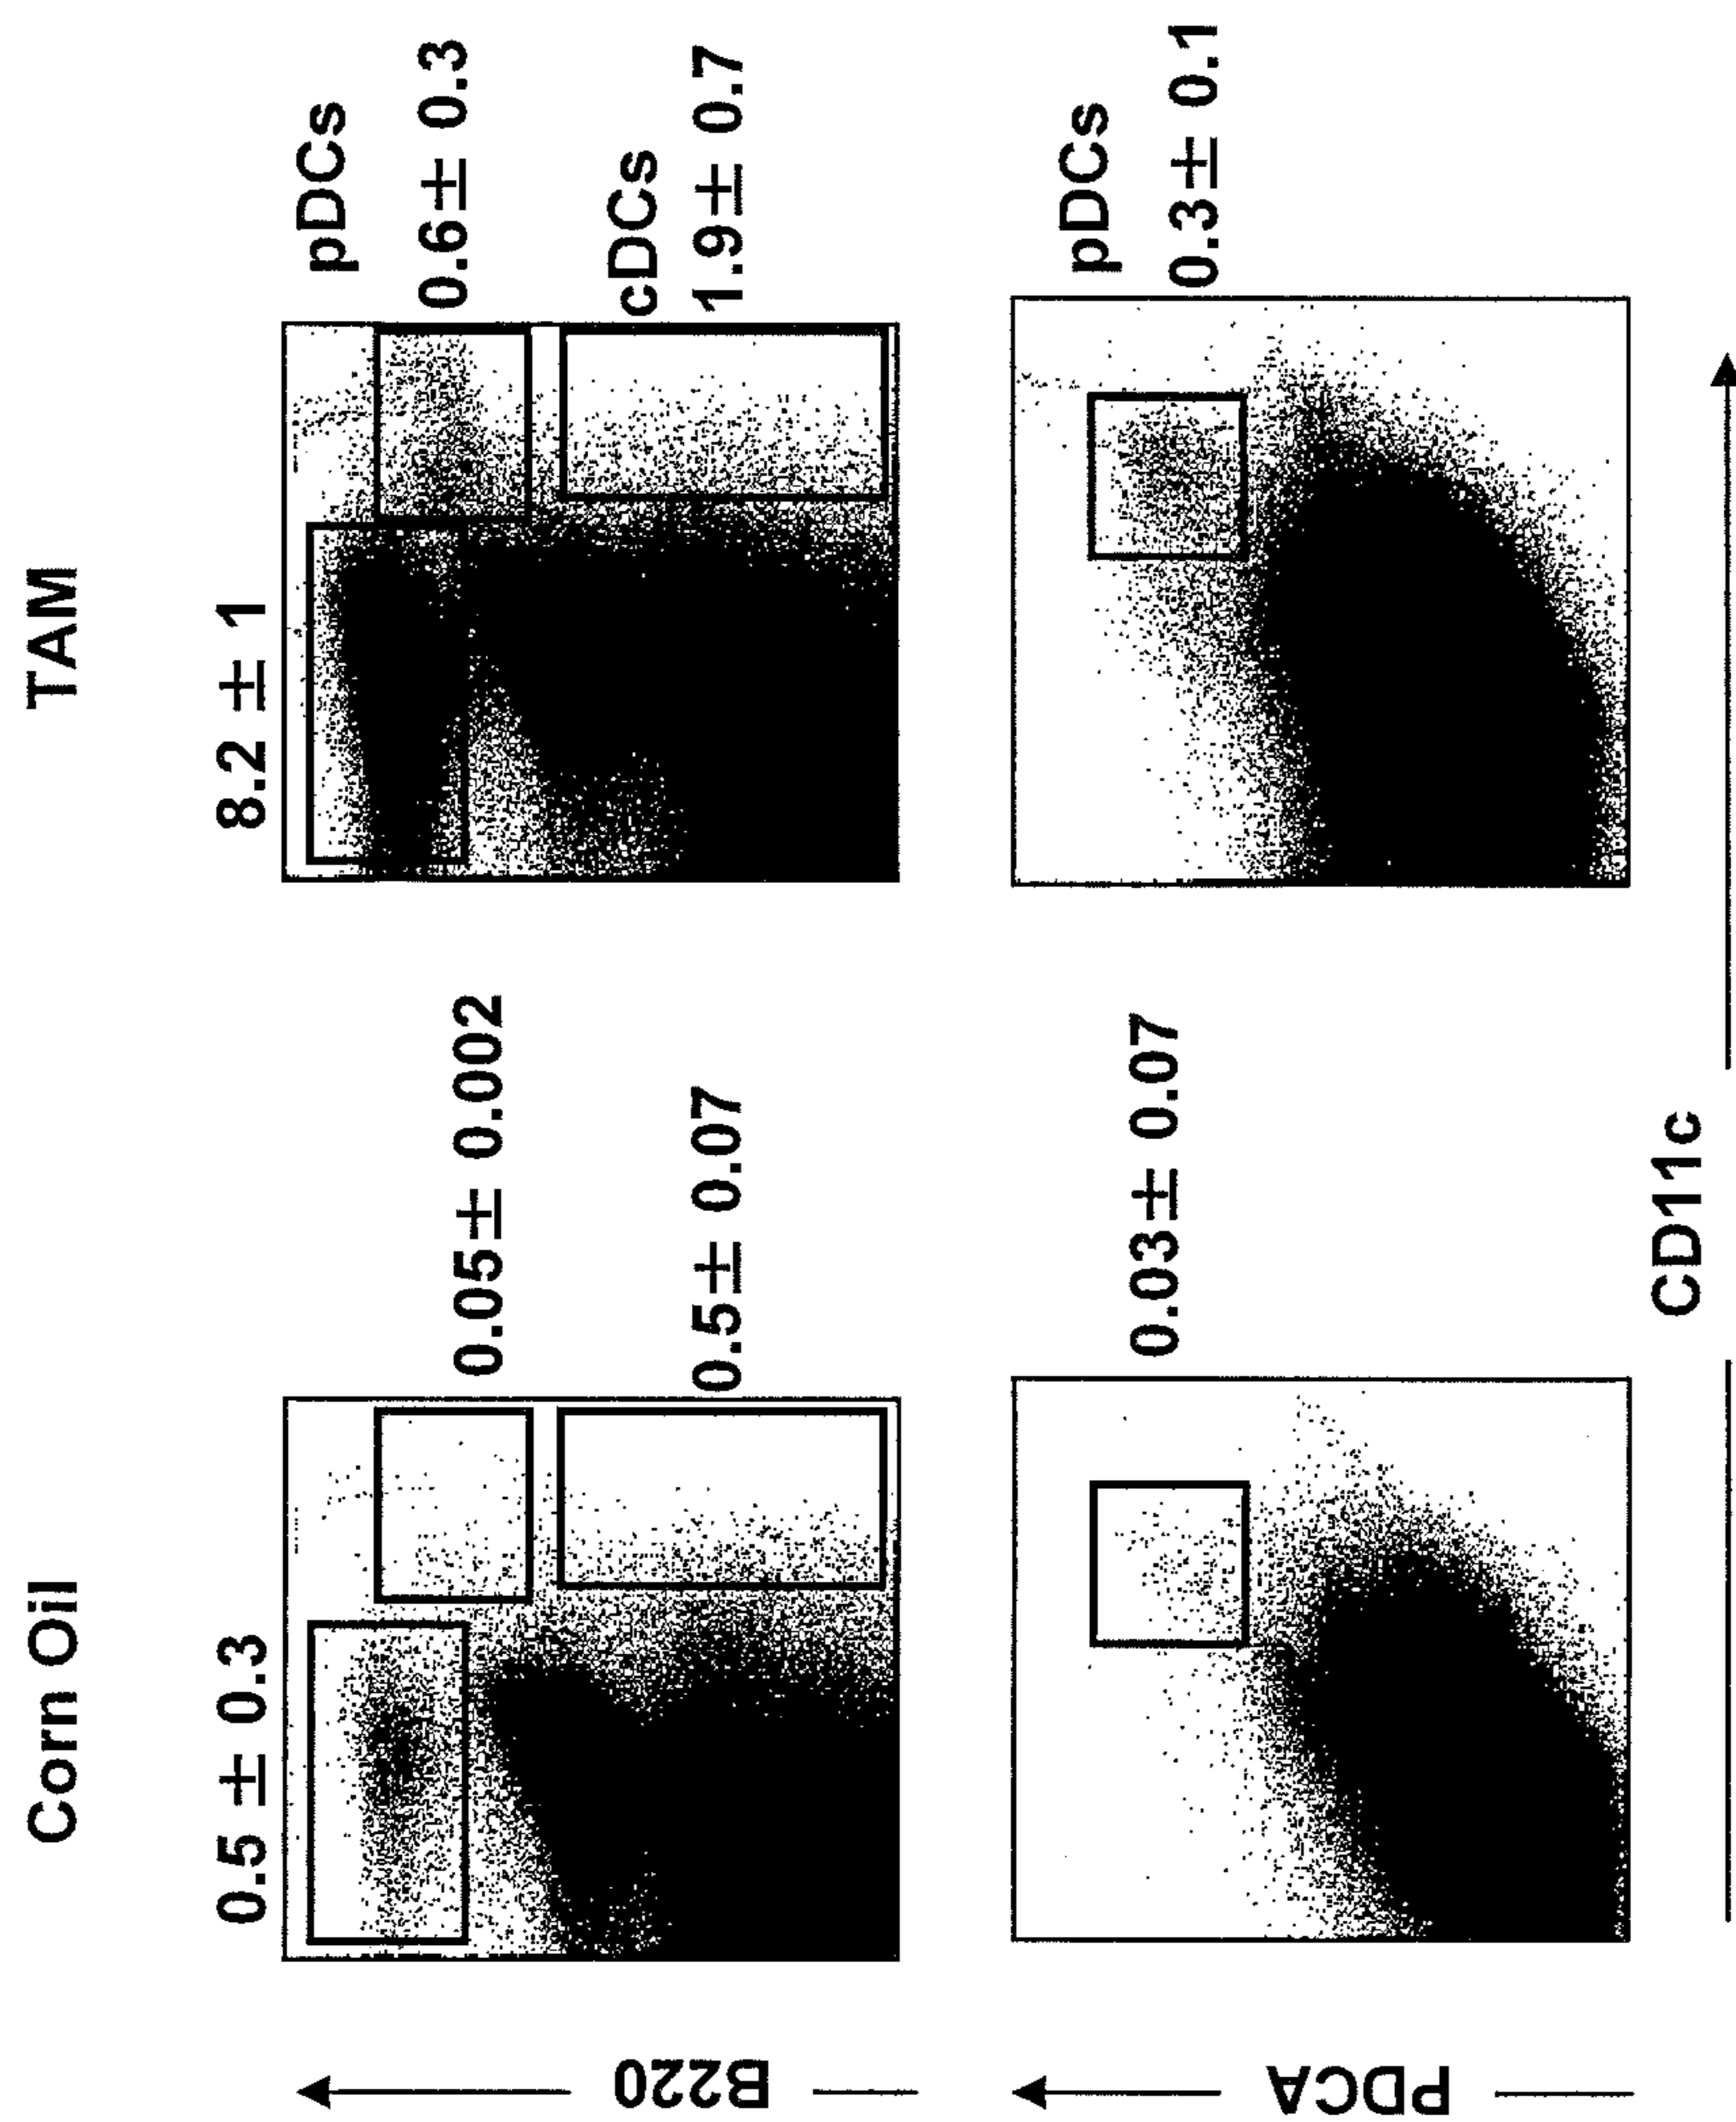 Corn Oil
TAM
0.5 ± 0.3
8.2 ± 1
B220
0.05± 0.002
0.5± 0.07
pDCs
0.6± 0.3
cDCs
1.9± 0.7
PDCA
0.03± 0.07
pDCs
0.3± 0.1
CD11c